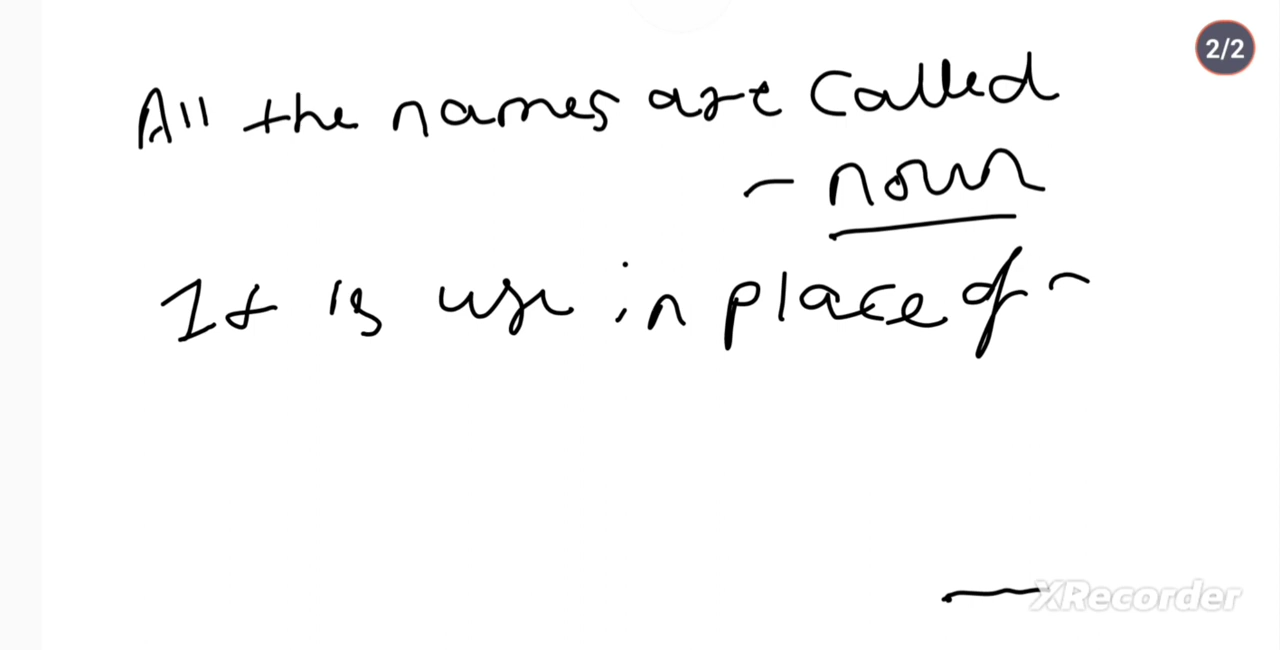 2/2
All the names are called
- noun
It is use in place of -
XRecorder